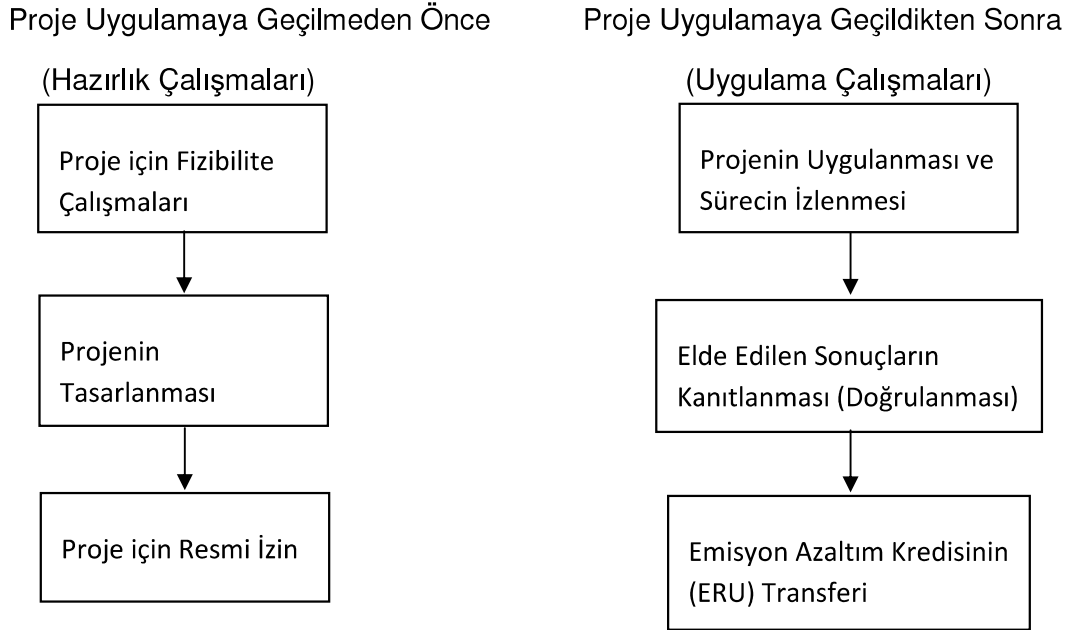 Proje Uygulamaya Geçilmeden Önce
(Hazırlık Çalışmaları)
Proje için Fizibilite
Çalışmaları
Projenin
Tasarlanması
Proje için Resmi İzin
Proje Uygulamaya Geçildikten Sonra
(Uygulama Çalışmaları)
Projenin Uygulanması ve
Sürecin İzlenmesi
Elde Edilen Sonuçların
Kanıtlanması (Doğrulanması)
Emisyon Azaltım Kredisinin
(ERU) Transferi